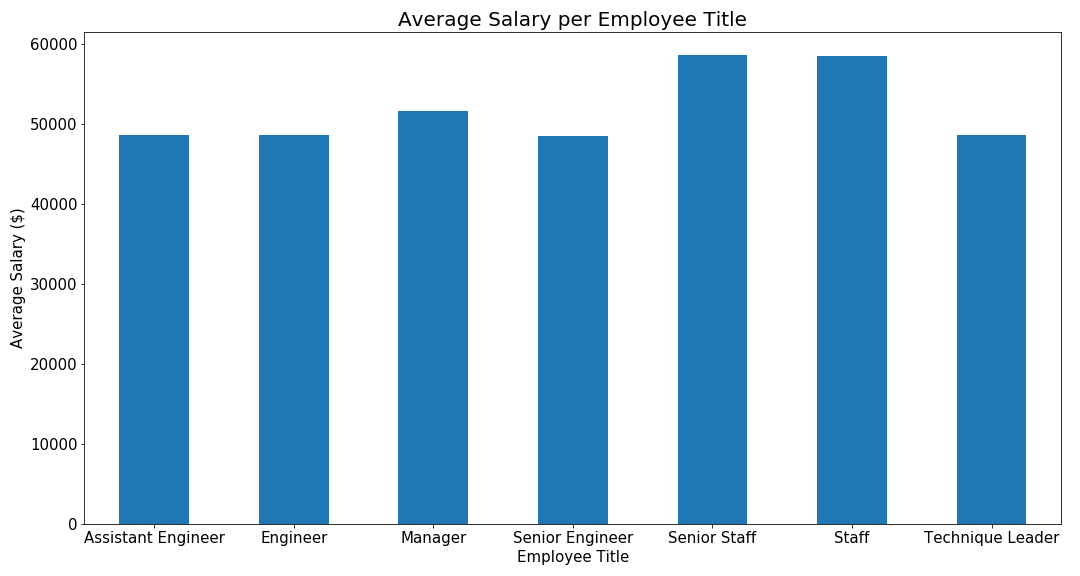 Average Salary per Employee Title
Average Salary ($)
60000
50000
40000
30000
20000
10000
0
Assistant Engineer Engineer Manager Senior Engineer Senior Staff Staff Technique Leader
Employee Title